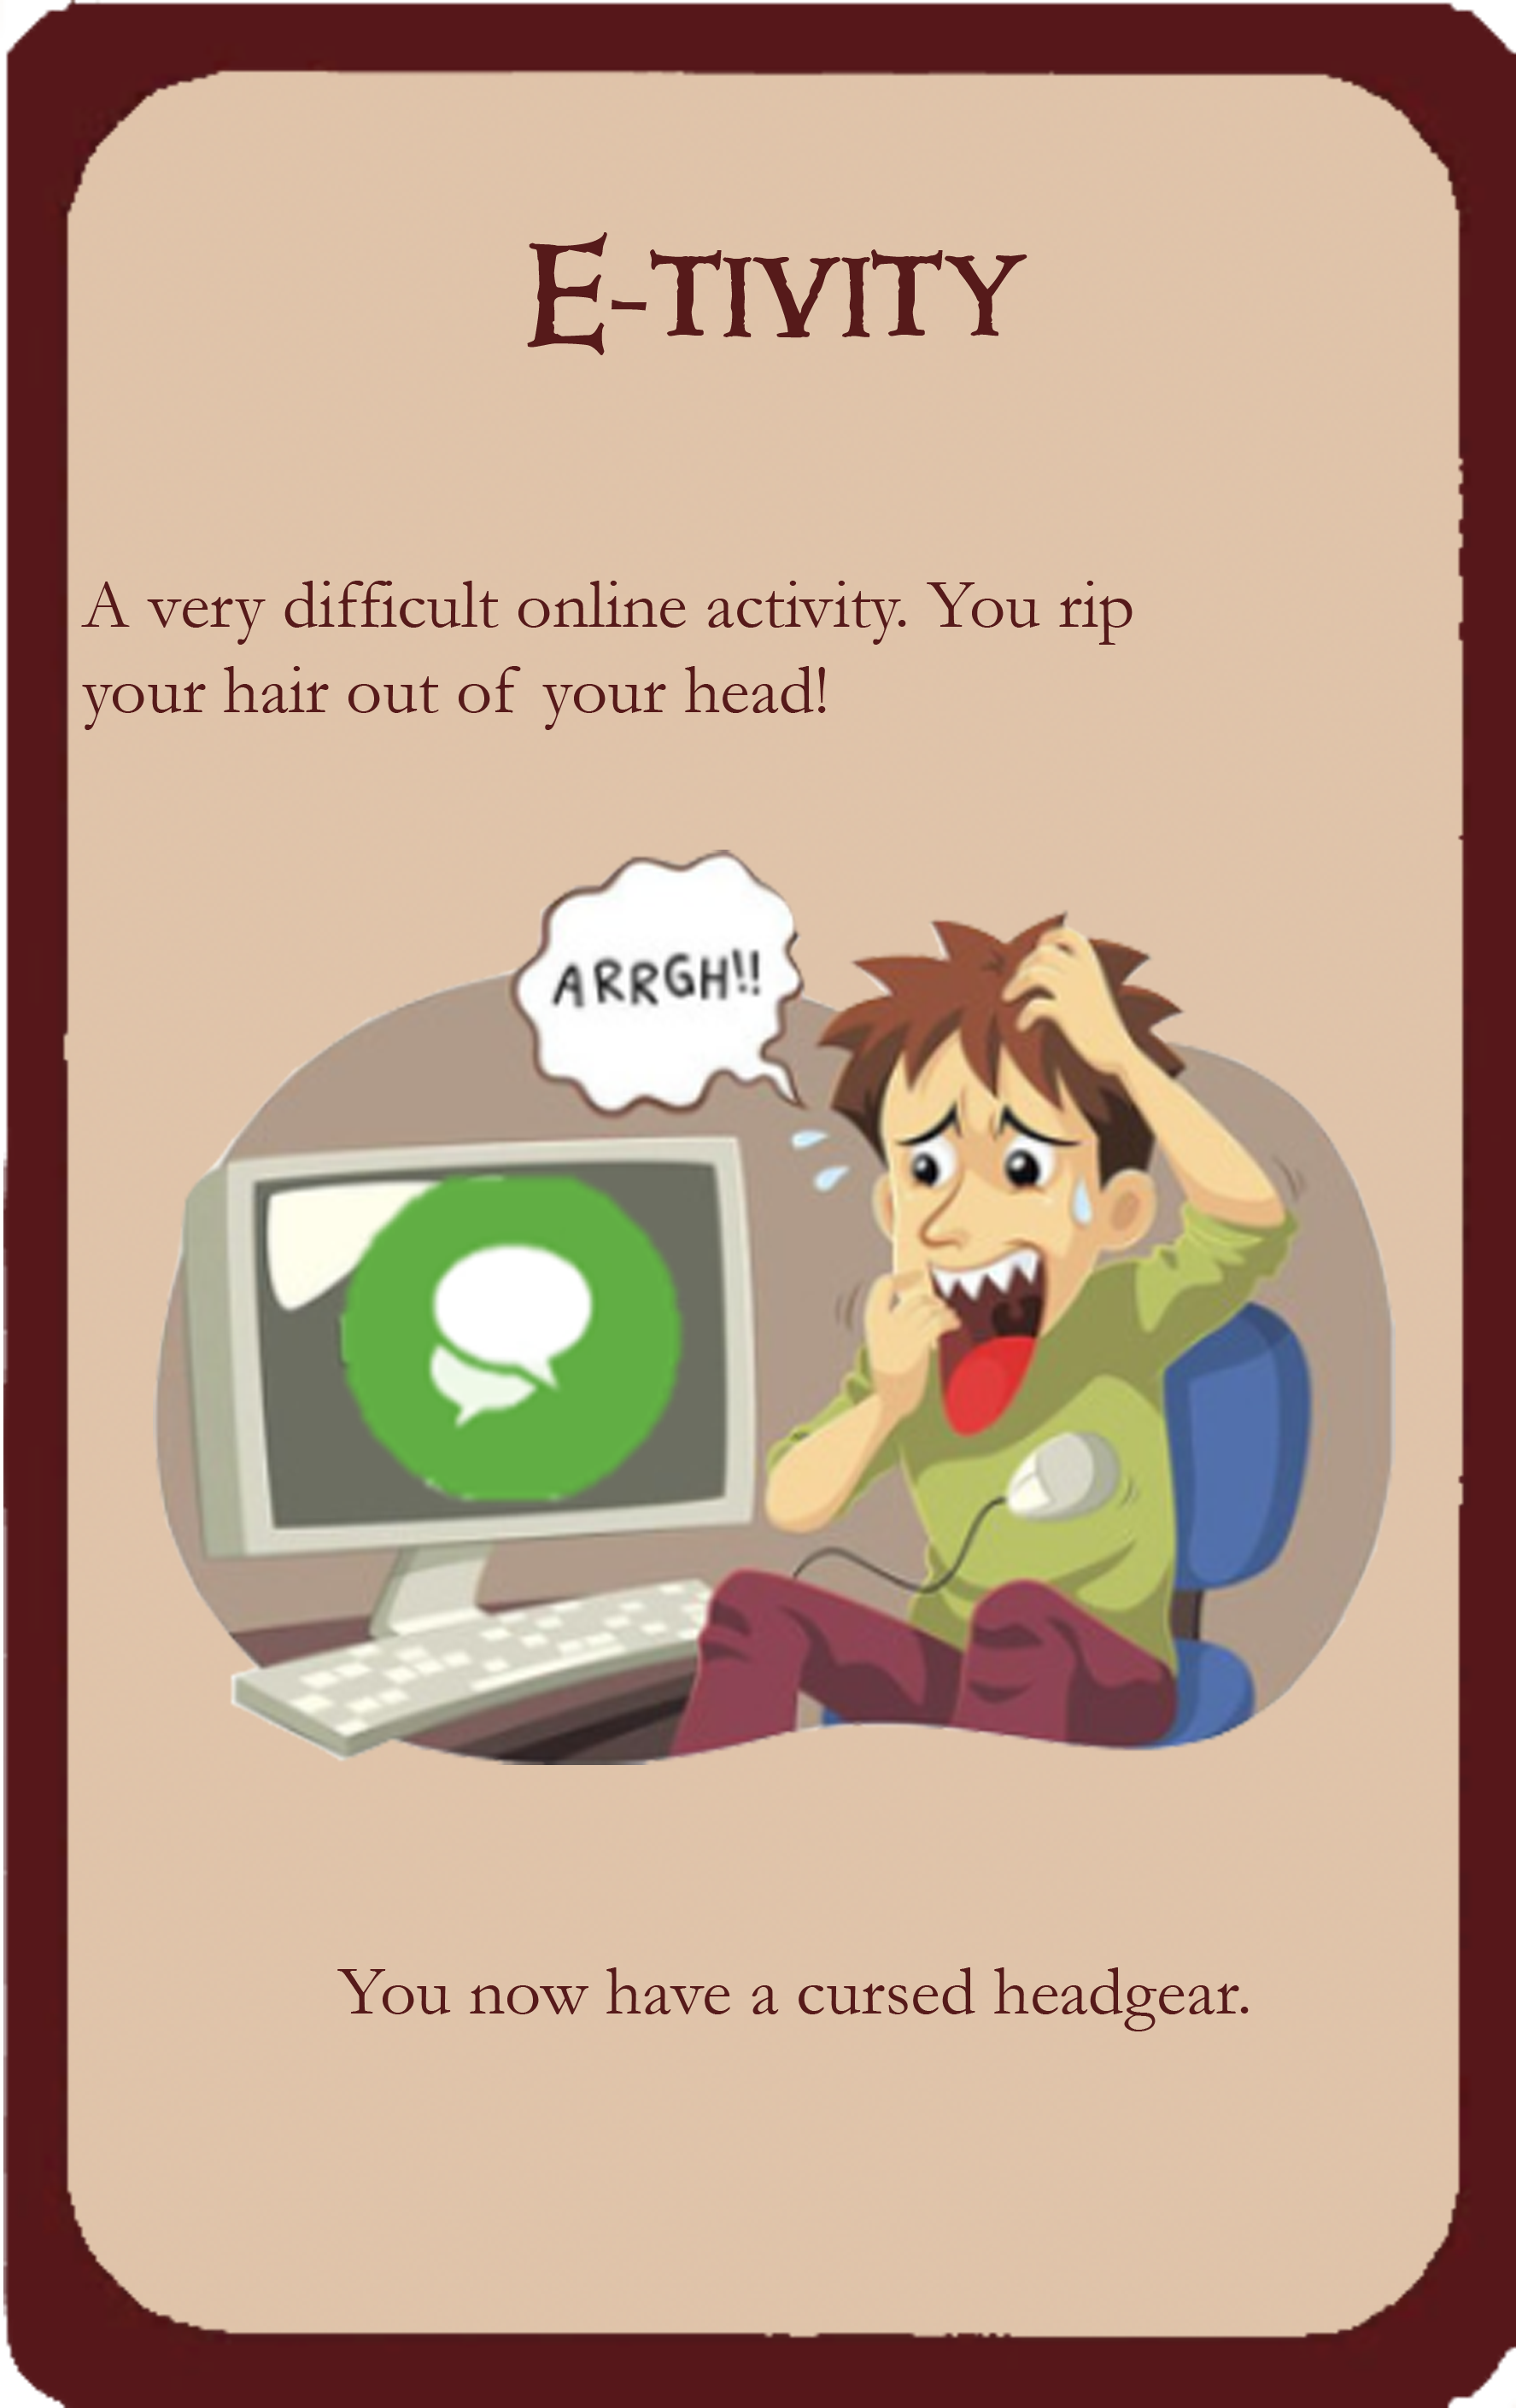 E-TIVITY
A very difficult online activity. You rip
your hair out of your head!
ARRGH!!
You now have a cursed headgear.